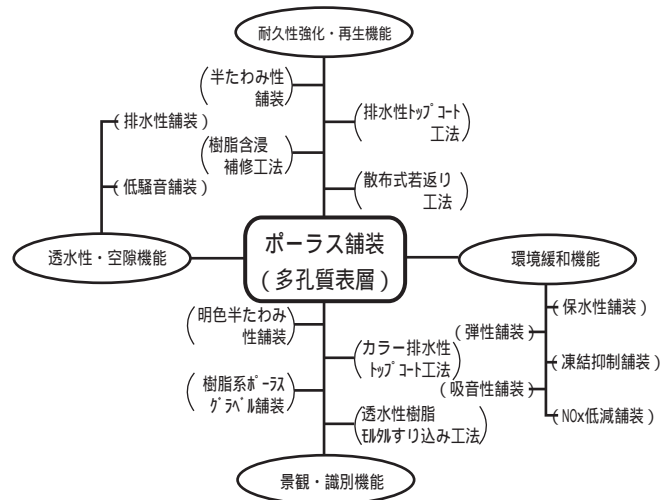 耐久性強化・再生機能
(半たわみ性
舗装)
(排水性舗装)
(排水性ﾄｯﾌﾟｺｰﾄ
工法)
(樹脂含浸
補修工法)
(低騒音舗装)
(散布式若返り
工法)
透水性・空隙機能
ポーラス舗装
(多孔質表層)
環境緩和機能
(明色半たわみ
性舗装)
(保水性舗装)
(弾性舗装)
(カラー排水性
ﾄｯﾌﾟｺｰﾄ工法)
(凍結抑制舗装)
(樹脂系ﾎﾟｰﾗｽ
ｸﾞﾗﾍﾞﾙ舗装)
(吸音性舗装)
(透水性樹脂
ﾓﾙﾀﾙすり込み工法)
(NOx低減舗装)
景観・識別機能